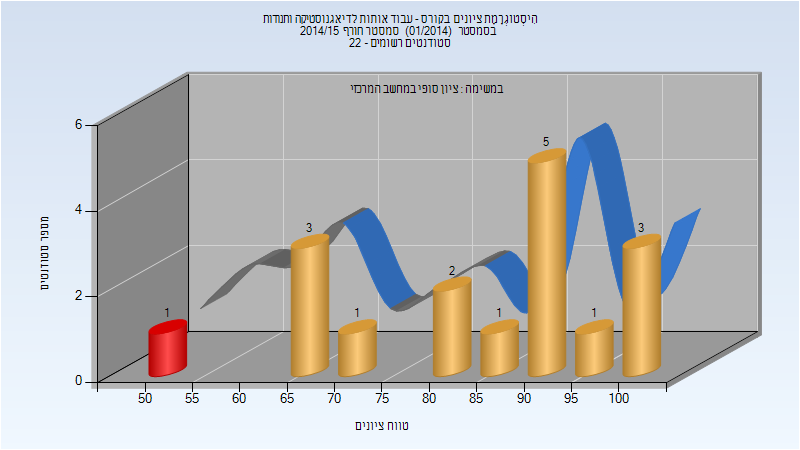 הִיסְטוֹגְרָמַת ציונים בקורס - עבוד אותות לדיאגנוסטיקה ותנודות
בסמסטר (01/2014) סמסטר חורף 2014/15
סטודנטים רשומים - 22
במשימה : ציון סופי במחשב המרכזי
מספר סטודנטים
6
4
2
0
1
3
1
2
1
5
1
3
50 55 60 65 70 75 80 85 90 95 100
טווח ציונים